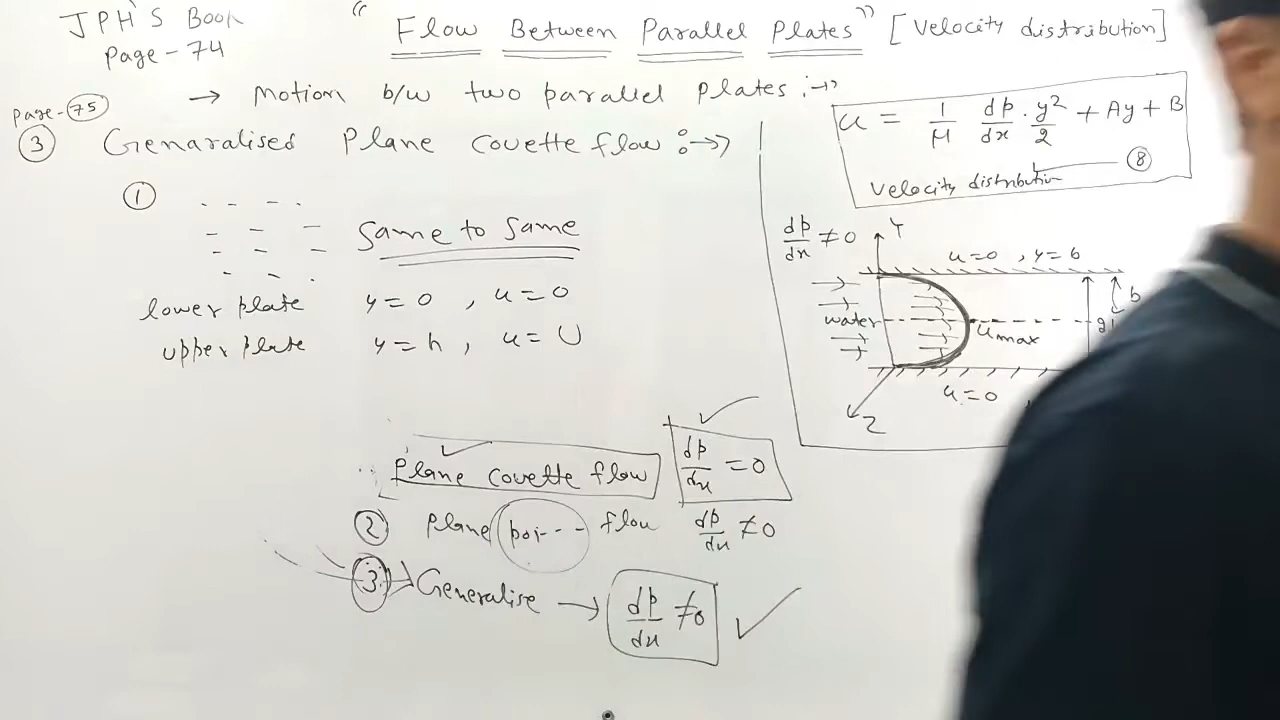 JPH'S Book
Page - 74
" Flow Between Parallel Plates " [Velocity distribution]
→ Motion b/w two parallel plates :→
Page - 75
③ Genaralised Plane Couette flow :→
①
Same to Same
lower plate y = 0 , u = 0
upper plate y = h , u = U
Plane Couette flow dp/dx = 0
② Plane poi--- flow dp/dx ≠ 0
③ Generalise → dp/dx ≠ 0
u = 1/μ dp/dx · y²/2 + Ay + B
⑧
Velocity distribution
dp/dx ≠ 0
Y
u=0 , y=b
water
umax
b
u=0
Z